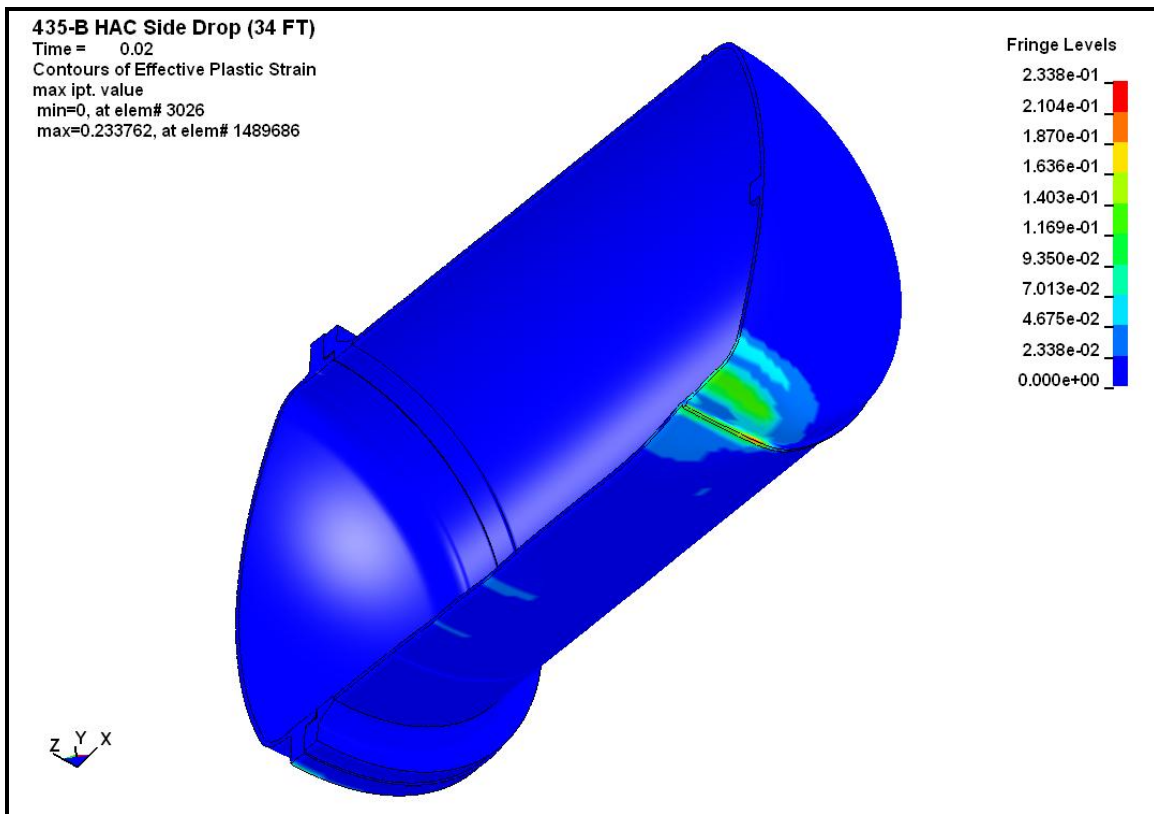 435-B HAC Side Drop (34 FT)
Time = 0.02
Contours of Effective Plastic Strain
max ipt. value
min=0, at elem# 3026
max=0.233762, at elem# 1489686
Fringe Levels
2.338e-01
2.104e-01
1.870e-01
1.636e-01
1.403e-01
1.169e-01
9.350e-02
7.013e-02
4.675e-02
2.338e-02
0.000e+00
Z Y X